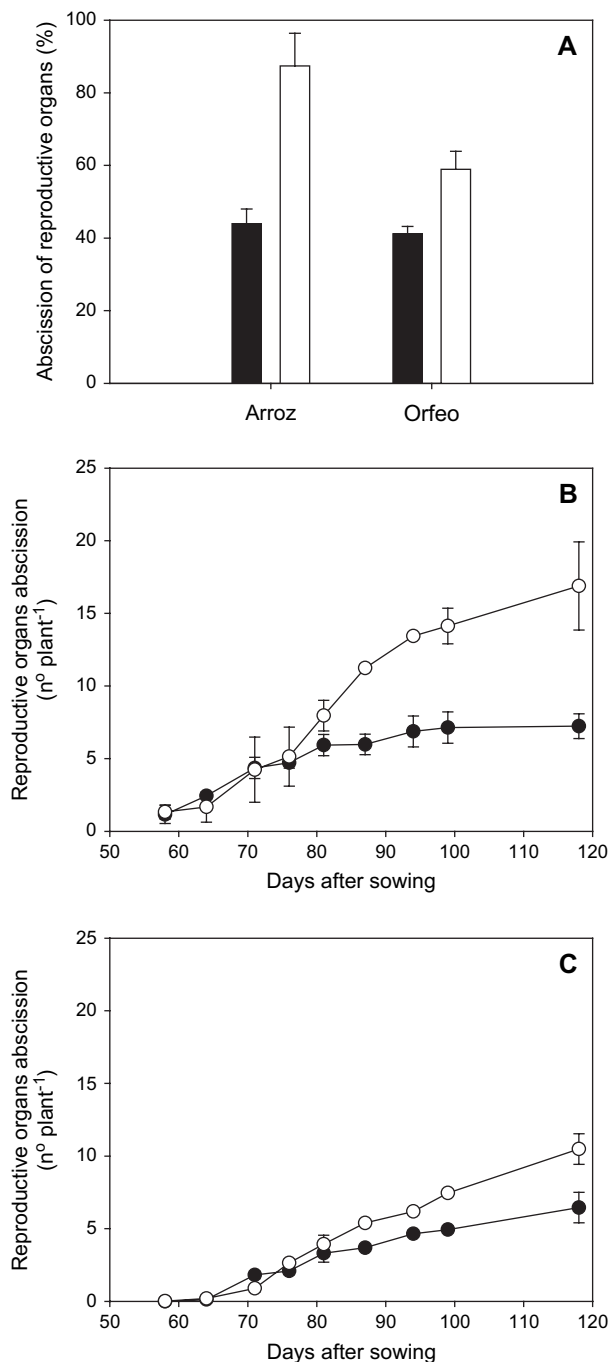 A
Abscission of reproductive organs (%)
100
80
60
40
20
0
Arroz Orfeo
B
Reproductive organs abscission
(nº plant⁻¹)
25
20
15
10
5
0
50 60 70 80 90 100 110 120
Days after sowing
C
Reproductive organs abscission
(nº plant⁻¹)
25
20
15
10
5
0
50 60 70 80 90 100 110 120
Days after sowing